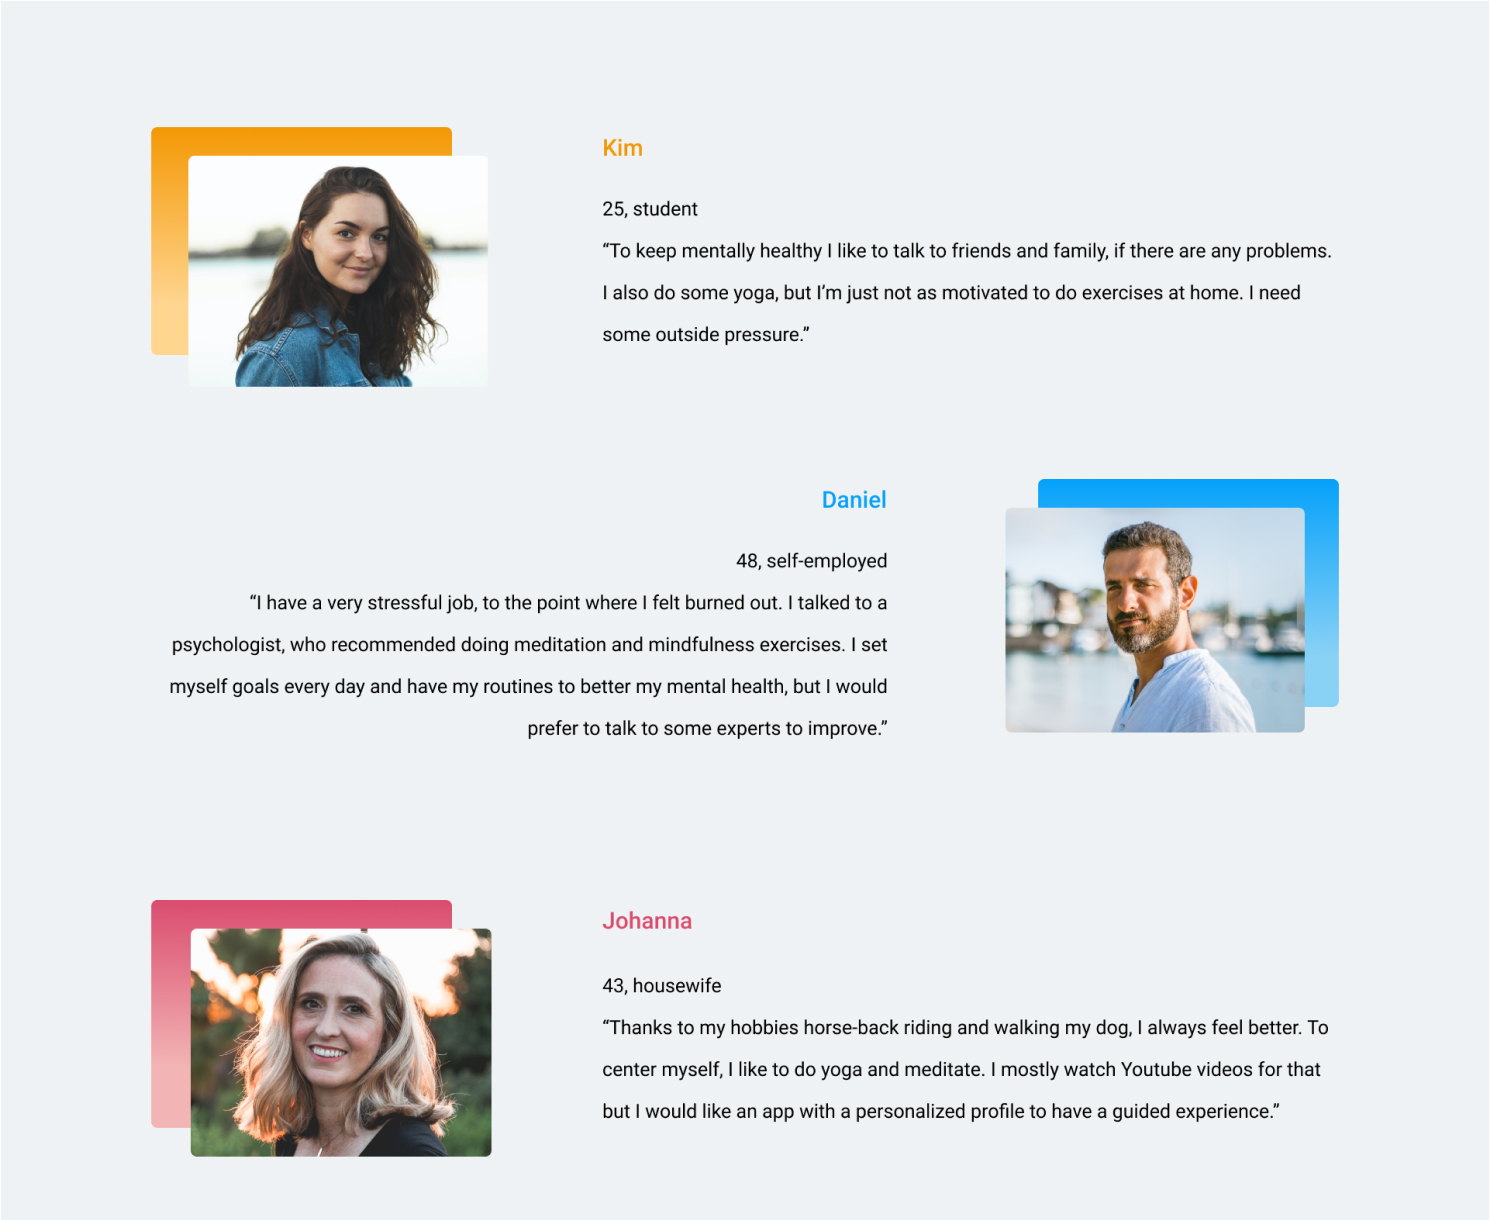 Kim
25, student
“To keep mentally healthy I like to talk to friends and family, if there are any problems.
I also do some yoga, but I’m just not as motivated to do exercises at home. I need
some outside pressure.”
Daniel
48, self-employed
“I have a very stressful job, to the point where I felt burned out. I talked to a
psychologist, who recommended doing meditation and mindfulness exercises. I set
myself goals every day and have my routines to better my mental health, but I would
prefer to talk to some experts to improve.”
Johanna
43, housewife
“Thanks to my hobbies horse-back riding and walking my dog, I always feel better. To
center myself, I like to do yoga and meditate. I mostly watch Youtube videos for that
but I would like an app with a personalized profile to have a guided experience.”